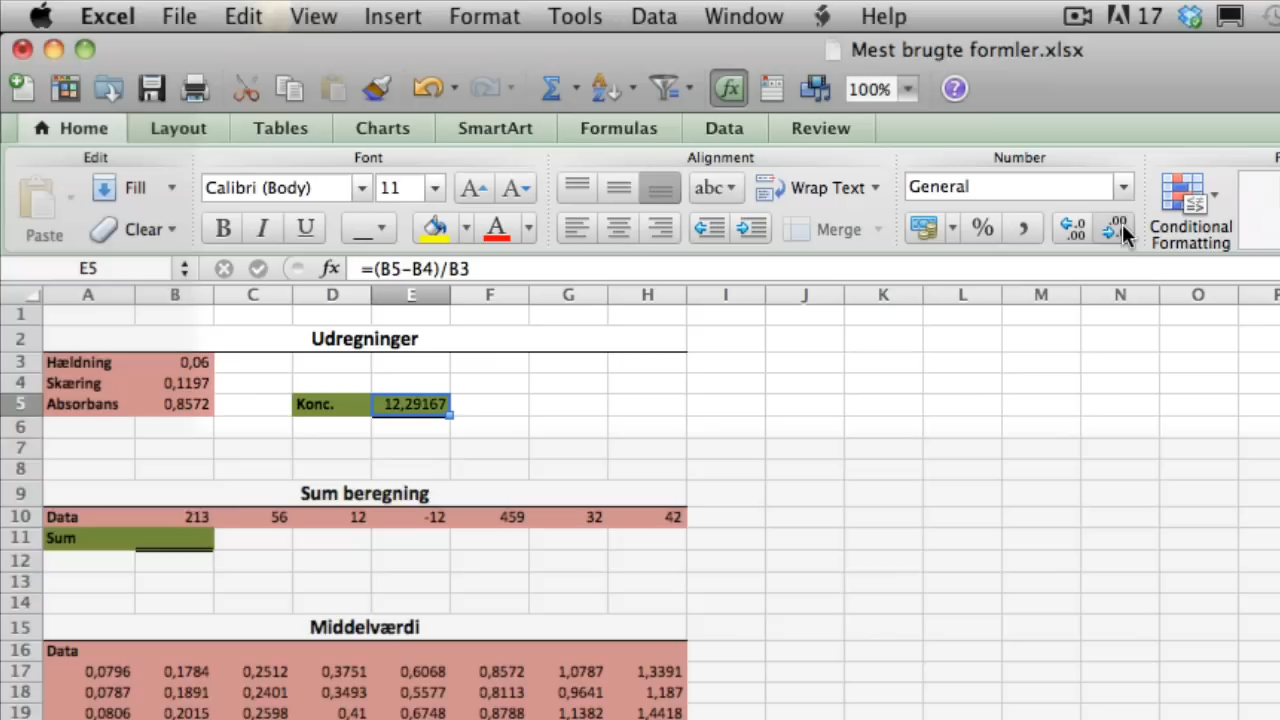 Excel File Edit View Insert Format Tools Data Window Help 17
Mest brugte formler.xlsx
100%
Home Layout Tables Charts SmartArt Formulas Data Review
Edit Font Alignment Number
Paste Fill Calibri (Body) 11 A A abc Wrap Text General
Clear B I U A Merge % Conditional Formatting
E5 fx =(B5-B4)/B3
A B C D E F G H I J K L M N O
1
2 Udregninger
3 Hældning 0,06
4 Skæring 0,1197
5 Absorbans 0,8572 Konc. 12,29167
6
7
8
9 Sum beregning
10 Data 213 56 12 -12 459 32 42
11 Sum
12
13
14
15 Middelværdi
16 Data
17 0,0796 0,1784 0,2512 0,3751 0,6068 0,8572 1,0787 1,3391
18 0,0787 0,1891 0,2401 0,3493 0,5577 0,8113 0,9641 1,187
19 0,0806 0,2015 0,2598 0,41 0,6748 0,8788 1,1382 1,4418